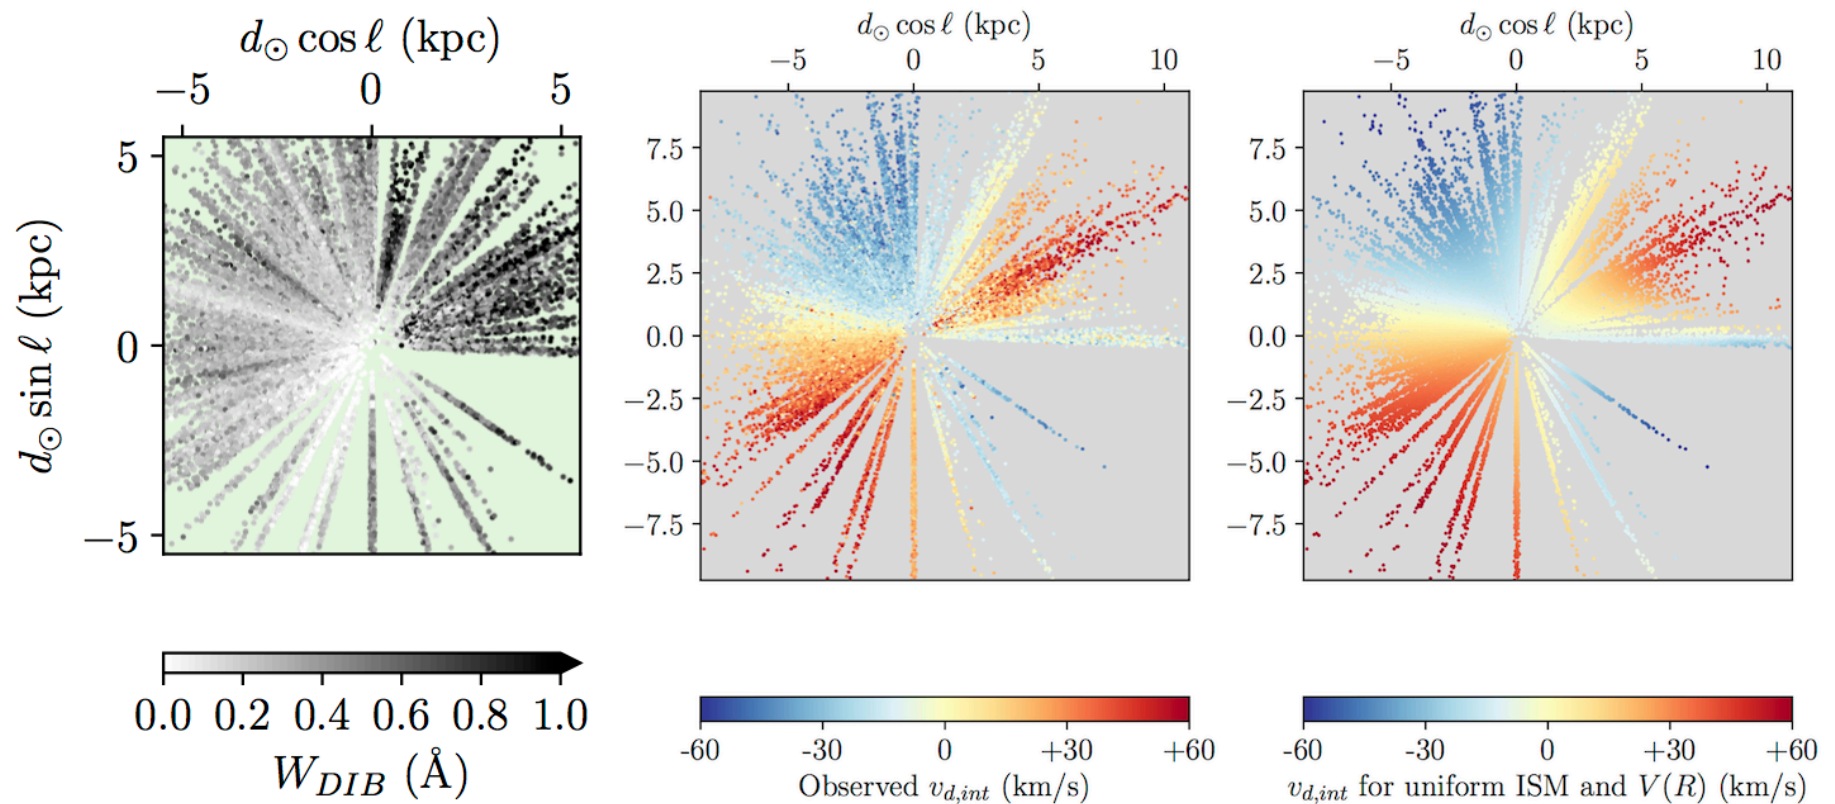 d⊙ cos ℓ (kpc)
−5 0 5
5
0
−5
d⊙ sin ℓ (kpc)
0.0 0.2 0.4 0.6 0.8 1.0
W_DIB (Å)
d⊙ cos ℓ (kpc)
−5 0 5 10
7.5
5.0
2.5
0.0
−2.5
−5.0
−7.5
-60 -30 0 +30 +60
Observed v_d,int (km/s)
d⊙ cos ℓ (kpc)
−5 0 5 10
7.5
5.0
2.5
0.0
−2.5
−5.0
−7.5
-60 -30 0 +30 +60
v_d,int for uniform ISM and V(R) (km/s)